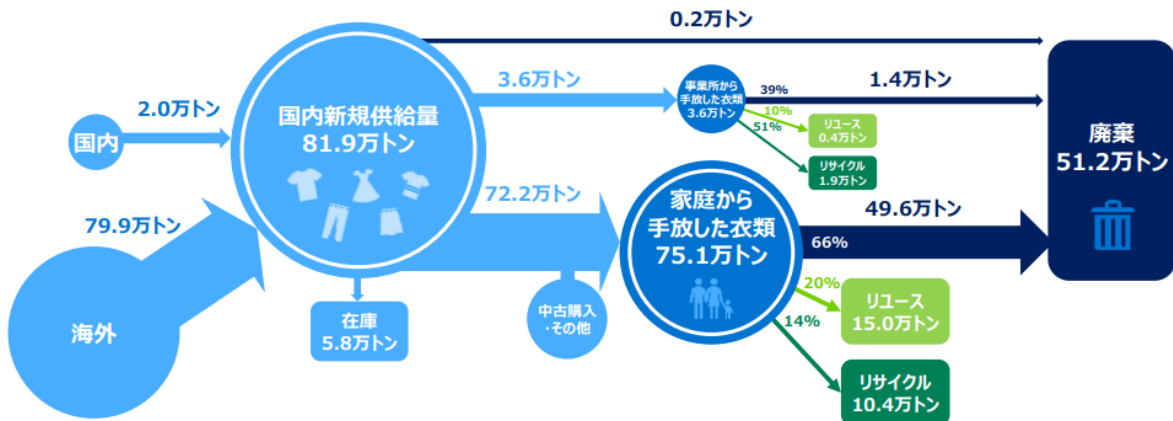 0.2万トン
2.0万トン
国内
79.9万トン
海外
国内新規供給量
81.9万トン
在庫
5.8万トン
3.6万トン
事業所から
手放した衣類
3.6万トン
39%
1.4万トン
10%
リユース
0.4万トン
51%
リサイクル
1.9万トン
72.2万トン
中古購入
・その他
家庭から
手放した衣類
75.1万トン
49.6万トン
66%
20%
リユース
15.0万トン
14%
リサイクル
10.4万トン
廃棄
51.2万トン